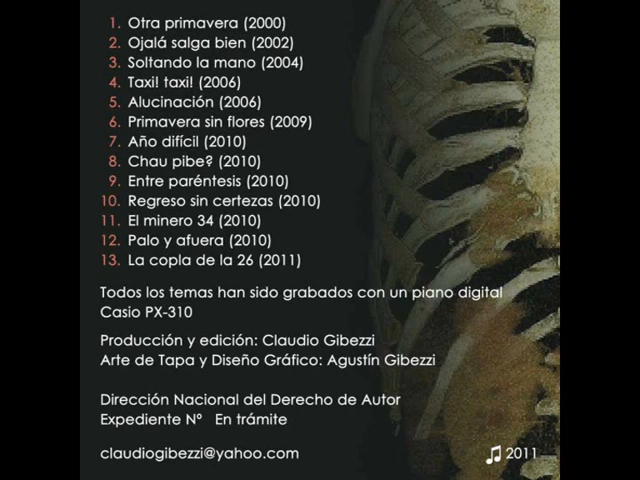 1. Otra primavera (2000)
2. Ojalá salga bien (2002)
3. Soltando la mano (2004)
4. Taxi! taxi! (2006)
5. Alucinación (2006)
6. Primavera sin flores (2009)
7. Año difícil (2010)
8. Chau pibe? (2010)
9. Entre paréntesis (2010)
10. Regreso sin certezas (2010)
11. El minero 34 (2010)
12. Palo y afuera (2010)
13. La copla de la 26 (2011)
Todos los temas han sido grabados con un piano digital
Casio PX-310
Producción y edición: Claudio Gibezzi
Arte de Tapa y Diseño Gráfico: Agustín Gibezzi
Dirección Nacional del Derecho de Autor
Expediente Nº En trámite
claudiogibezzi@yahoo.com
2011